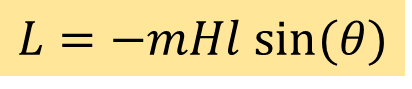 L = −mHl sin(θ)